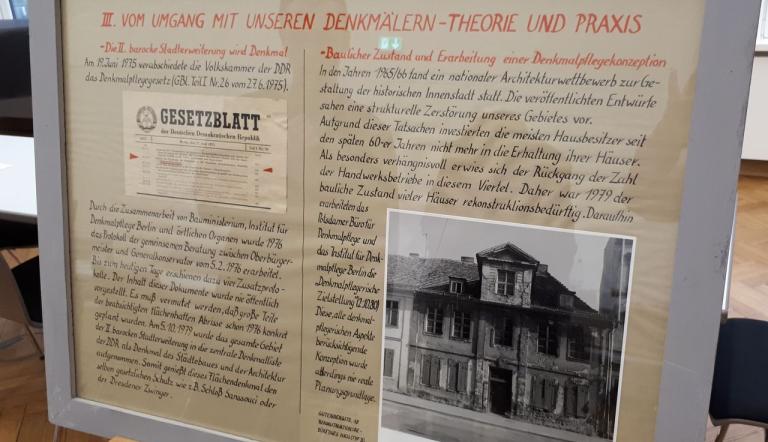 III. VOM UMGANG MIT UNSEREN DENKMÄLERN-THEORIE UND PRAXIS
-Die II. barocke Stadterweiterung wird Denkmal
Am 19. Juni 1975 verabschiedete die Volkskammer der DDR
das Denkmalpflegegesetz (GBl. Teil I Nr. 26 vom 27.6.1975).
GESETZBLATT
der Deutschen Demokratischen Republik
Durch die Zusammenarbeit von Bauministerium, Institut für
Denkmalpflege Berlin und örtlichen Organen wurde 1976
das Protokoll der gemeinsamen Beratung zwischen Oberbürger-
meister und Generalkonservator vom 5.2.1976 erarbeitet.
Bis zum heutigen Tage erschienen dazu vier Zusatzproto-
kolle. Der Inhalt dieser Dokumente wurde nie öffentlich
vorgestellt. Es muß vermutet werden, daß große Teile
der beabsichtigten flächenhaften Abrisse schon 1976 konkret
geplant wurden. Am 5.10.1979 wurde das gesamte Gebiet
der II. barocken Stadterweiterung in die zentrale Denkmalliste
der DDR als Denkmal des Städtebaues und der Architektur
aufgenommen. Somit genießt dieses Flächendenkmal den
selben gesetzlichen Schutz wie z.B. Schloß Sanssouci oder
der Dresdener Zwinger.
-Baulicher Zustand und Erarbeitung einer Denkmalpflegekonzeption
In den Jahren 1965/66 fand ein nationaler Architekturwettbewerb zur Ge-
staltung der historischen Innenstadt statt. Die veröffentlichten Entwürfe
sahen eine strukturelle Zerstörung unseres Gebietes vor.
Aufgrund dieser Tatsachen investierten die meisten Hausbesitzer seit
den späten 60-er Jahren nicht mehr in die Erhaltung ihrer Häuser.
Als besonders verhängnisvoll erwies sich der Rückgang der Zahl
der Handwerksbetriebe in diesem Viertel. Daher war 1979 der
bauliche Zustand vieler Häuser rekonstruktionsbedürftig. Daraufhin
erarbeiteten das
Potsdamer Büro für
Denkmalpflege und
das Institut für Denk-
malpflege Berlin die
"Denkmalpflegerische
Zielstellung" (12.10.80)
Diese, alle denkmal-
pflegerischen Aspekte
berücksichtigende
Konzeption wurde
allerdings nie reale
Planungsgrundlage.